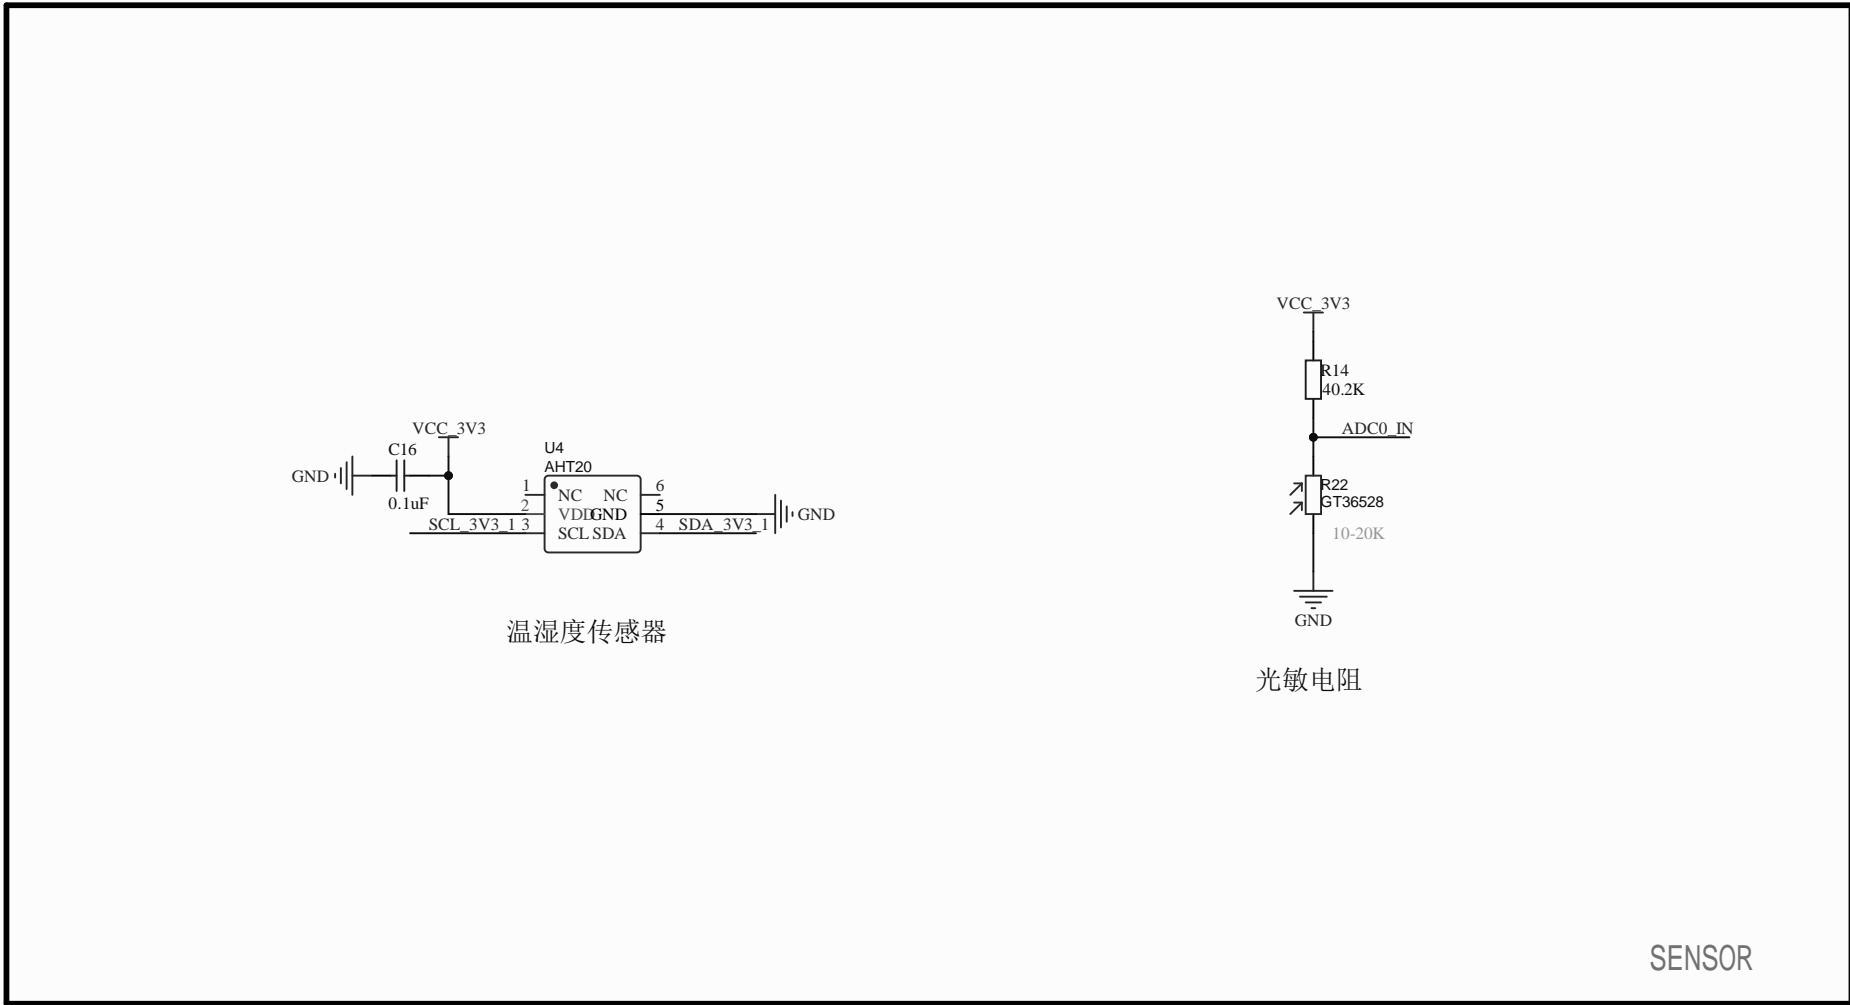 VCC_3V3
C16
GND
0.1uF
SCL_3V3_1
U4
AHT20
1 NC NC 6
2 VDD GND 5
3 SCL SDA 4
SDA_3V3_1
GND
温湿度传感器
VCC_3V3
R14
40.2K
ADC0_IN
R22
GT36528
10-20K
GND
光敏电阻
SENSOR